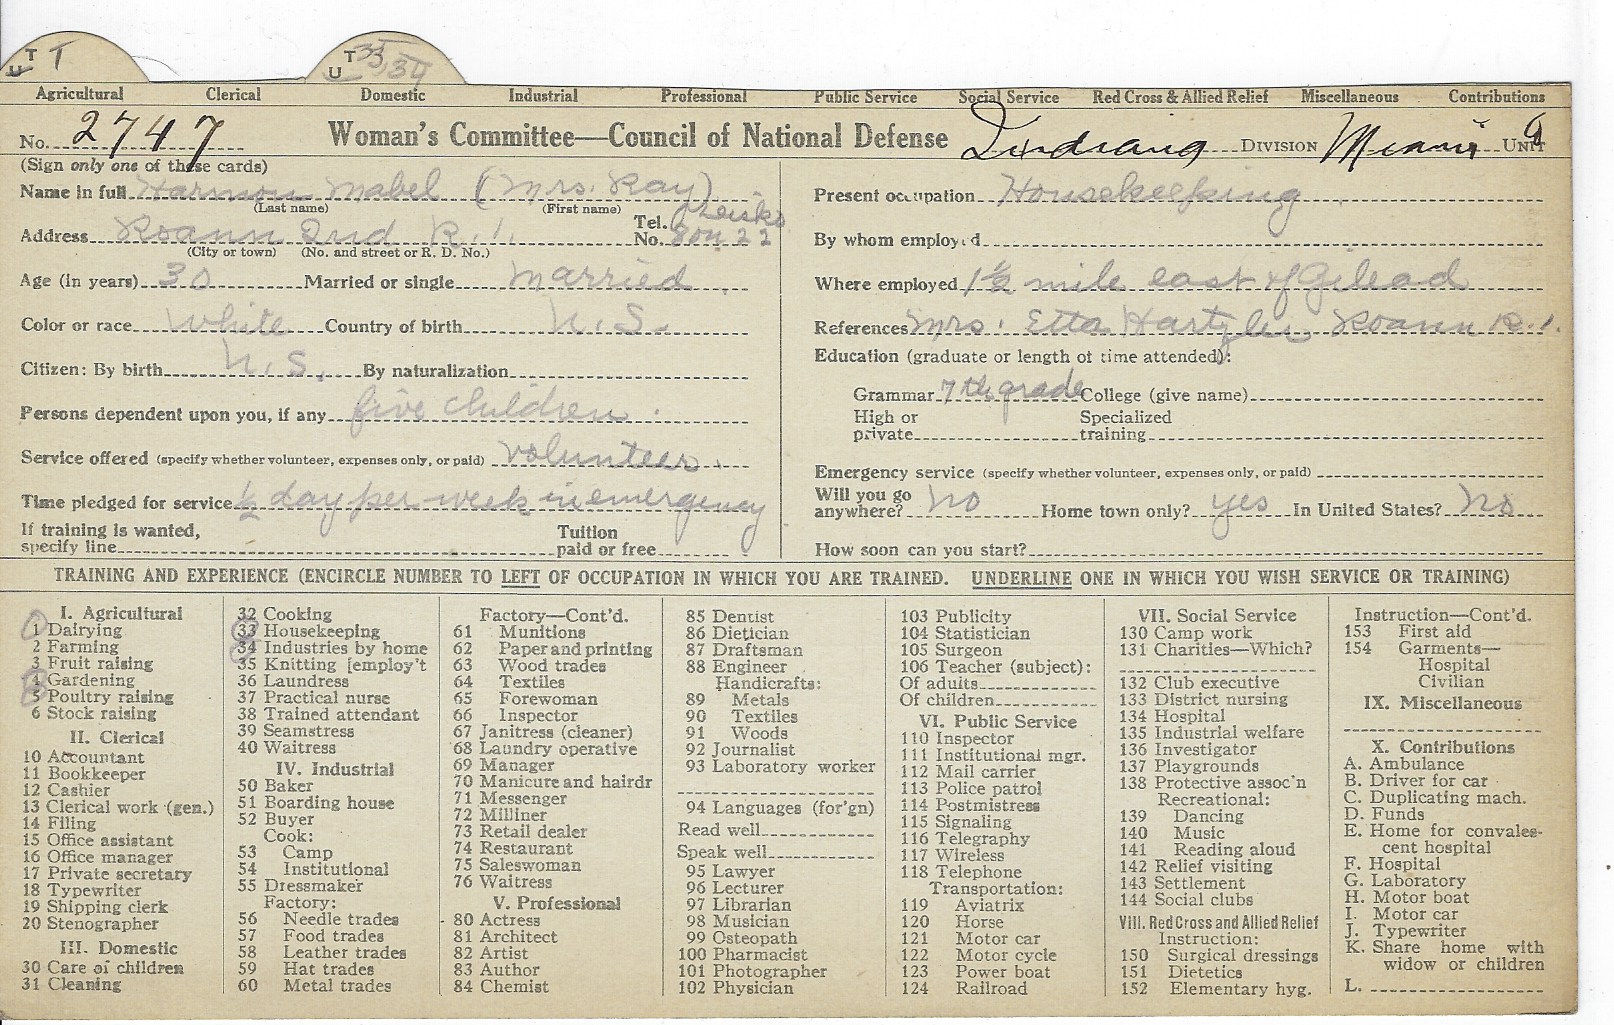 T U T
T U 33, 34
Agricultural Clerical Domestic Industrial Professional Public Service Social Service Red Cross & Allied Relief Miscellaneous Contributions
No. 2747 Woman's Committee—Council of National Defense Indiana DIVISION Miami UNIT
(Sign only one of these cards)
Name in full Harmon Mabel (Mrs. Ray)
(Last name) (First name)
Address Roann Ind R.1. Tel. No. 80n 22
(City or town) (No. and street or R. D. No.)
Age (in years) 30 Married or single married
Color or race White Country of birth U.S.
Citizen: By birth U.S. By naturalization
Persons dependent upon you, if any five children
Service offered (specify whether volunteer, expenses only, or paid) volunteer
Time pledged for service ½ day per week in emergency
If training is wanted, specify line Tuition paid or free
Present occupation Housekeeping
By whom employed
Where employed 1½ mile east of Gilead
References Mrs. Etta Hartzler Roann R.1.
Education (graduate or length of time attended):
Grammar 7th grade College (give name)
High or private Specialized training
Emergency service (specify whether volunteer, expenses only, or paid)
Will you go anywhere? No Home town only? yes In United States? No
How soon can you start?
TRAINING AND EXPERIENCE (ENCIRCLE NUMBER TO LEFT OF OCCUPATION IN WHICH YOU ARE TRAINED. UNDERLINE ONE IN WHICH YOU WISH SERVICE OR TRAINING)
I. Agricultural
1 Dairying
2 Farming
3 Fruit raising
4 Gardening
5 Poultry raising
6 Stock raising
II. Clerical
10 Accountant
11 Bookkeeper
12 Cashier
13 Clerical work (gen.)
14 Filing
15 Office assistant
16 Office manager
17 Private secretary
18 Typewriter
19 Shipping clerk
20 Stenographer
III. Domestic
30 Care of children
31 Cleaning
32 Cooking
33 Housekeeping
34 Industries by home
35 Knitting [employ't
36 Laundress
37 Practical nurse
38 Trained attendant
39 Seamstress
40 Waitress
IV. Industrial
50 Baker
51 Boarding house
52 Buyer
Cook:
53 Camp
54 Institutional
55 Dressmaker
Factory:
56 Needle trades
57 Food trades
58 Leather trades
59 Hat trades
60 Metal trades
Factory—Cont'd.
61 Munitions
62 Paper and printing
63 Wood trades
64 Textiles
65 Forewoman
66 Inspector
67 Janitress (cleaner)
68 Laundry operative
69 Manager
70 Manicure and hairdr
71 Messenger
72 Milliner
73 Retail dealer
74 Restaurant
75 Saleswoman
76 Waitress
V. Professional
80 Actress
81 Architect
82 Artist
83 Author
84 Chemist
85 Dentist
86 Dietician
87 Draftsman
88 Engineer
Handicrafts:
89 Metals
90 Textiles
91 Woods
92 Journalist
93 Laboratory worker
94 Languages (for'gn)
Read well
Speak well
95 Lawyer
96 Lecturer
97 Librarian
98 Musician
99 Osteopath
100 Pharmacist
101 Photographer
102 Physician
103 Publicity
104 Statistician
105 Surgeon
106 Teacher (subject):
Of adults
Of children
VI. Public Service
110 Inspector
111 Institutional mgr.
112 Mail carrier
113 Police patrol
114 Postmistress
115 Signaling
116 Telegraphy
117 Wireless
118 Telephone
Transportation:
119 Aviatrix
120 Horse
121 Motor car
122 Motor cycle
123 Power boat
124 Railroad
VII. Social Service
130 Camp work
131 Charities—Which?
132 Club executive
133 District nursing
134 Hospital
135 Industrial welfare
136 Investigator
137 Playgrounds
138 Protective assoc'n
Recreational:
139 Dancing
140 Music
141 Reading aloud
142 Relief visiting
143 Settlement
144 Social clubs
VIII. Red Cross and Allied Relief
Instruction:
150 Surgical dressings
151 Dietetics
152 Elementary hyg.
Instruction—Cont'd.
153 First aid
154 Garments—
Hospital
Civilian
IX. Miscellaneous
X. Contributions
A. Ambulance
B. Driver for car
C. Duplicating mach.
D. Funds
E. Home for convales-
cent hospital
F. Hospital
G. Laboratory
H. Motor boat
I. Motor car
J. Typewriter
K. Share home with
widow or children
L.